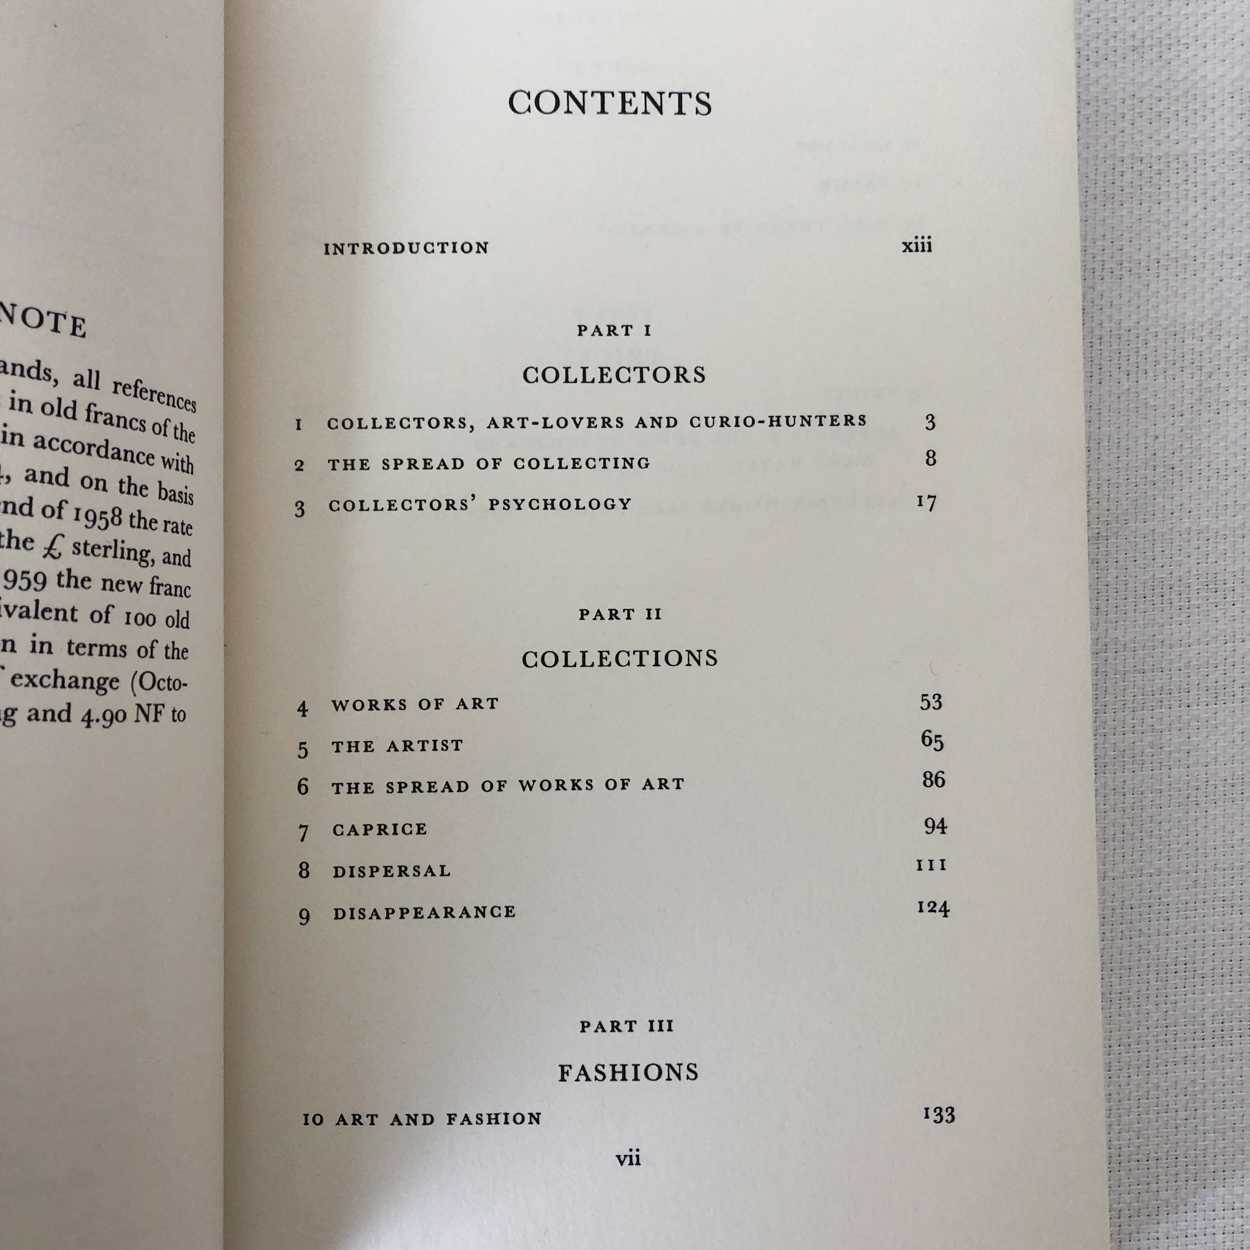 NOTE
ands, all references
in old francs of the
in accordance with
, and on the basis
nd of 1958 the rate
the £ sterling, and
959 the new franc
ivalent of 100 old
n in terms of the
exchange (Octo-
g and 4.90 NF to
CONTENTS
INTRODUCTION xiii
PART I
COLLECTORS
1 COLLECTORS, ART-LOVERS AND CURIO-HUNTERS 3
2 THE SPREAD OF COLLECTING 8
3 COLLECTORS' PSYCHOLOGY 17
PART II
COLLECTIONS
4 WORKS OF ART 53
5 THE ARTIST 65
6 THE SPREAD OF WORKS OF ART 86
7 CAPRICE 94
8 DISPERSAL 111
9 DISAPPEARANCE 124
PART III
FASHIONS
10 ART AND FASHION 133
vii